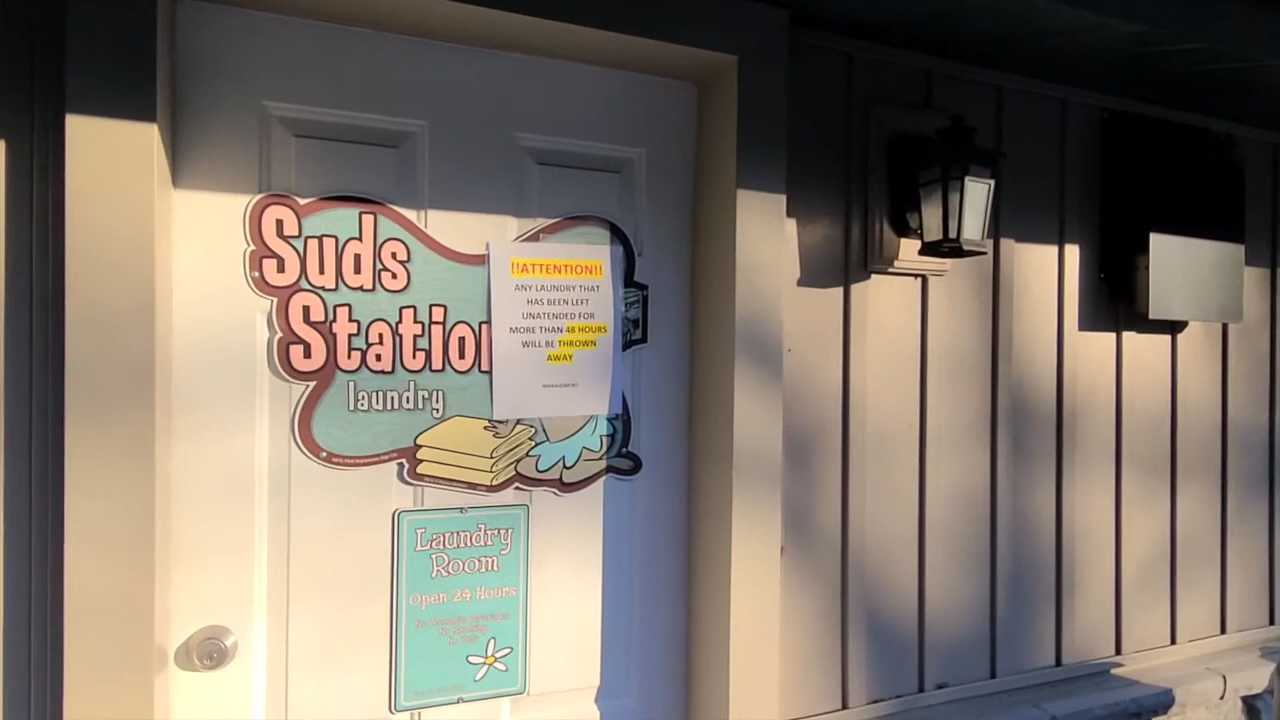 Suds
Station
laundry
!!ATTENTION!!
ANY LAUNDRY THAT
HAS BEEN LEFT
UNATTENDED FOR
MORE THAN 48 HOURS
WILL BE THROWN
AWAY
MANAGEMENT
Laundry
Room
Open 24 Hours